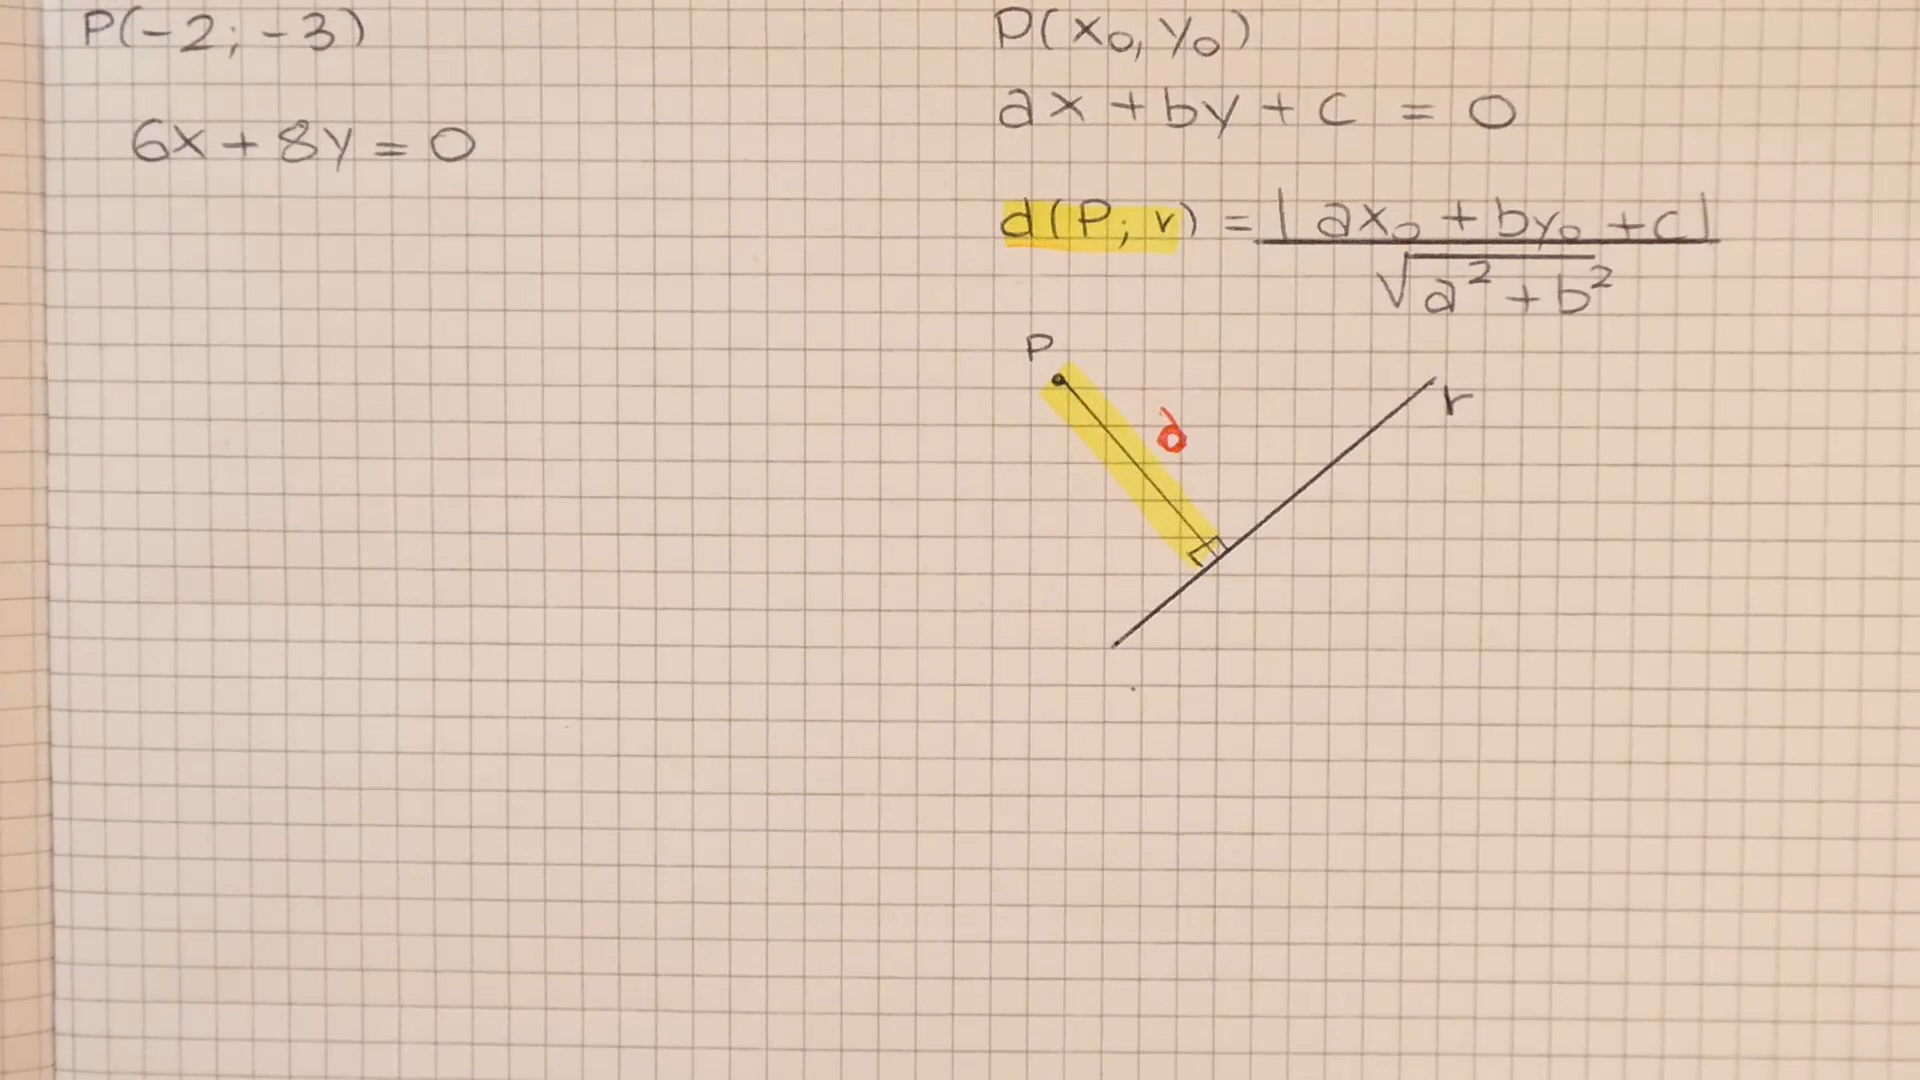 P(-2; -3)
6x + 8y = 0
P(x₀, y₀)
ax + by + c = 0
d(P; r) = |ax₀ + by₀ + c|
√a² + b²
P
d
r